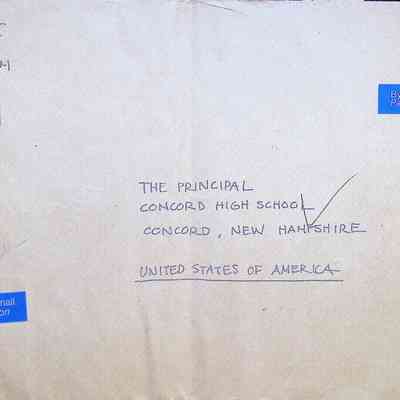 THE PRINCIPAL
CONCORD HIGH SCHOOL
CONCORD, NEW HAMPSHIRE
UNITED STATES OF AMERICA